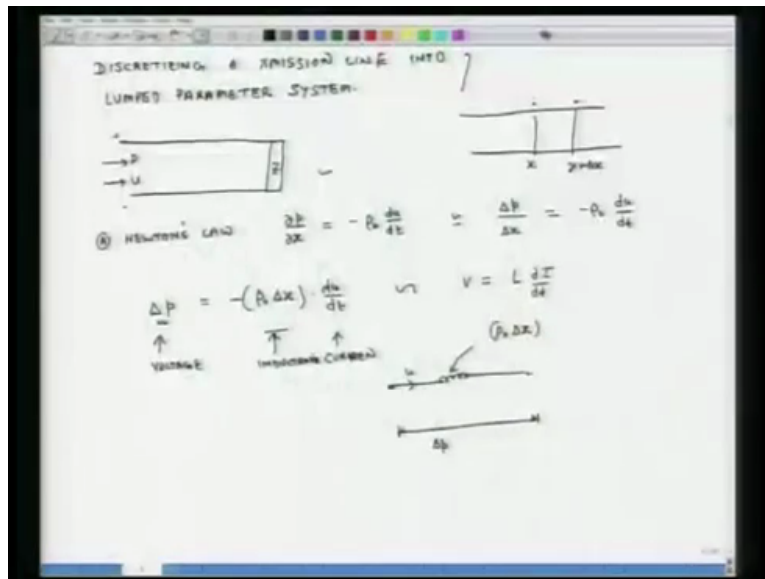 DISCRETIZING A XMISSION LINE INTO
LUMPED PARAMETER SYSTEM.
P
U
Z
x x+Δx
(A) NEWTON'S LAW ∂p/∂x = -ρ₀ du/dt ≃ Δp/Δx = -ρ₀ du/dt
Δp = -(ρ₀ Δx) · du/dt ∽ V = L dI/dt
VOLTAGE INDUCTANCE CURREN
(ρ₀ Δx)
u
Δp